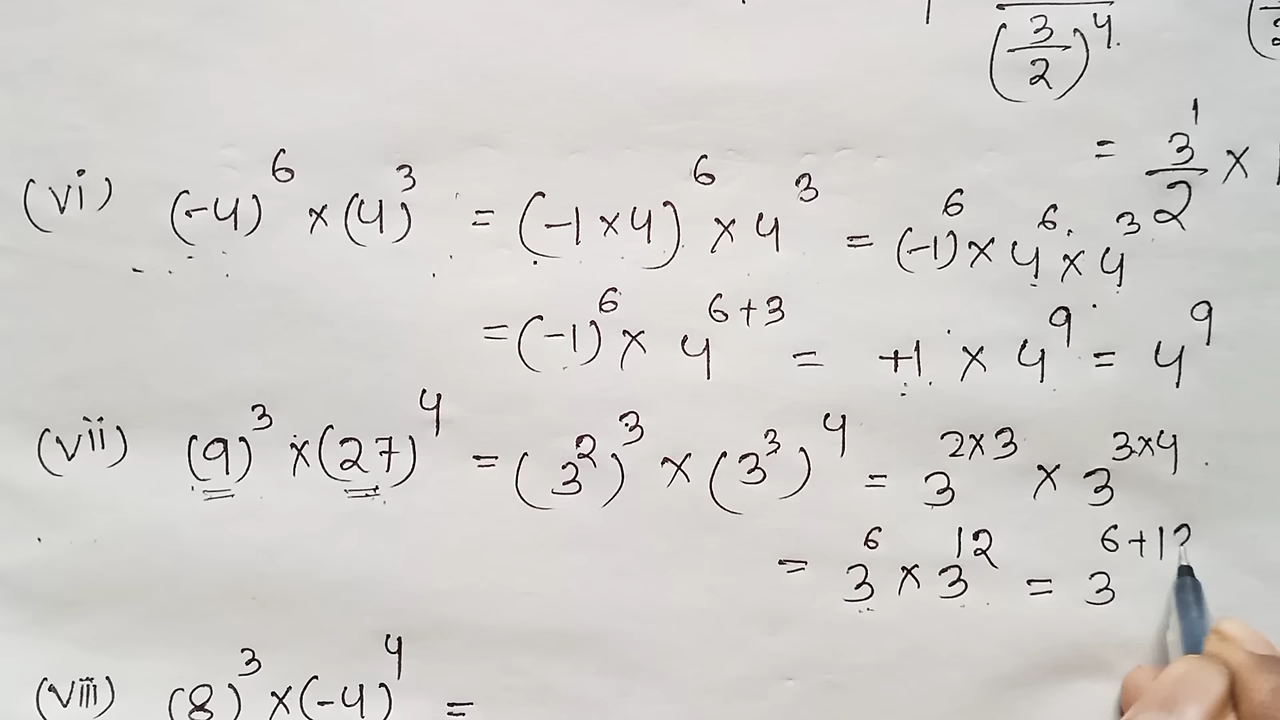 (3/2)^4
= 3^1/2 ×
(vi) (-4)^6 × (4)^3 = (-1×4)^6 × 4^3 = (-1)^6 × 4^6 × 4^3
= (-1)^6 × 4^(6+3) = +1 × 4^9 = 4^9
(vii) (9)^3 × (27)^4 = (3^2)^3 × (3^3)^4 = 3^(2×3) × 3^(3×4)
= 3^6 × 3^12 = 3^(6+12
(viii) (8)^3 × (-4)^4 =